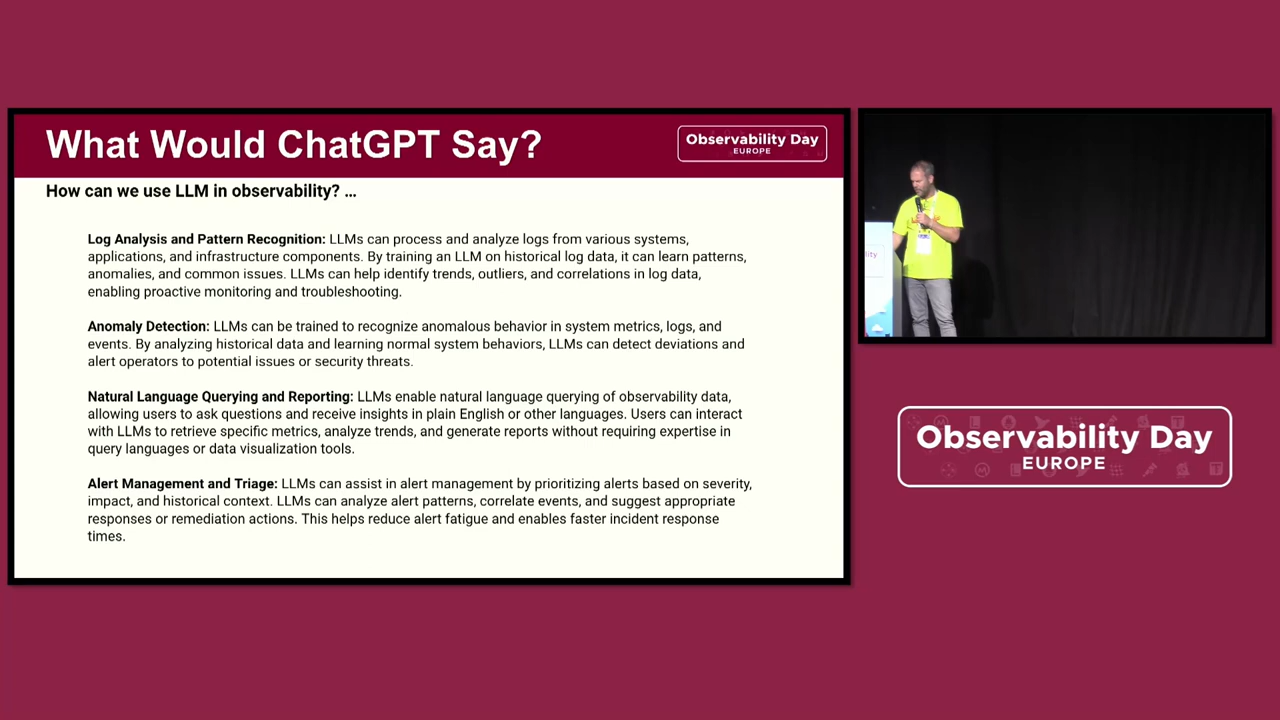 What Would ChatGPT Say?
Observability Day
EUROPE
How can we use LLM in observability? ...
Log Analysis and Pattern Recognition: LLMs can process and analyze logs from various systems,
applications, and infrastructure components. By training an LLM on historical log data, it can learn patterns,
anomalies, and common issues. LLMs can help identify trends, outliers, and correlations in log data,
enabling proactive monitoring and troubleshooting.
Anomaly Detection: LLMs can be trained to recognize anomalous behavior in system metrics, logs, and
events. By analyzing historical data and learning normal system behaviors, LLMs can detect deviations and
alert operators to potential issues or security threats.
Natural Language Querying and Reporting: LLMs enable natural language querying of observability data,
allowing users to ask questions and receive insights in plain English or other languages. Users can interact
with LLMs to retrieve specific metrics, analyze trends, and generate reports without requiring expertise in
query languages or data visualization tools.
Alert Management and Triage: LLMs can assist in alert management by prioritizing alerts based on severity,
impact, and historical context. LLMs can analyze alert patterns, correlate events, and suggest appropriate
responses or remediation actions. This helps reduce alert fatigue and enables faster incident response
times.
Observability Day
EUROPE